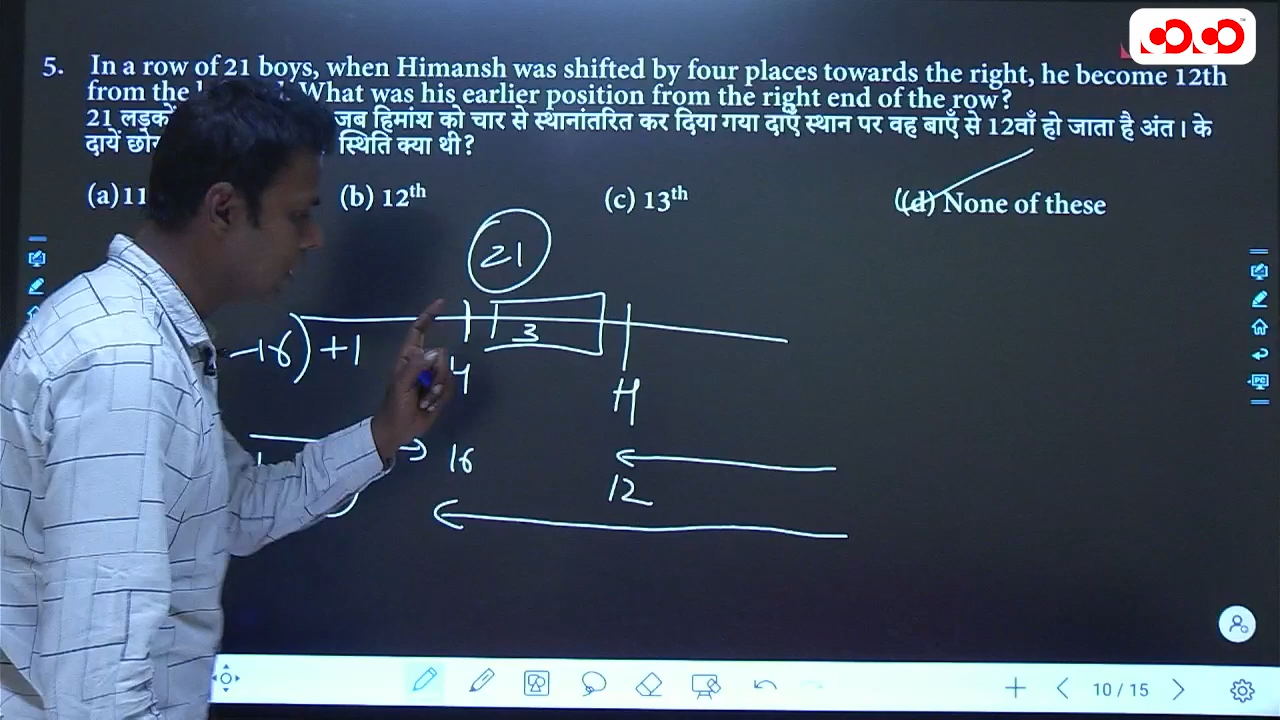 5. In a row of 21 boys, when Himansh was shifted by four places towards the right, he become 12th
from the What was his earlier position from the right end of the row?
21 जब हिमांश को चार से स्थानांतरित कर दिया गया दाएँ स्थान पर वह बाएँ से 12वाँ हो जाता है अंत । के
दायें स्थिति क्या थी?
(a) 11 (b) 12th (c) 13th (d) None of these
21
3
-16) + 1
H
16
12
10 / 15